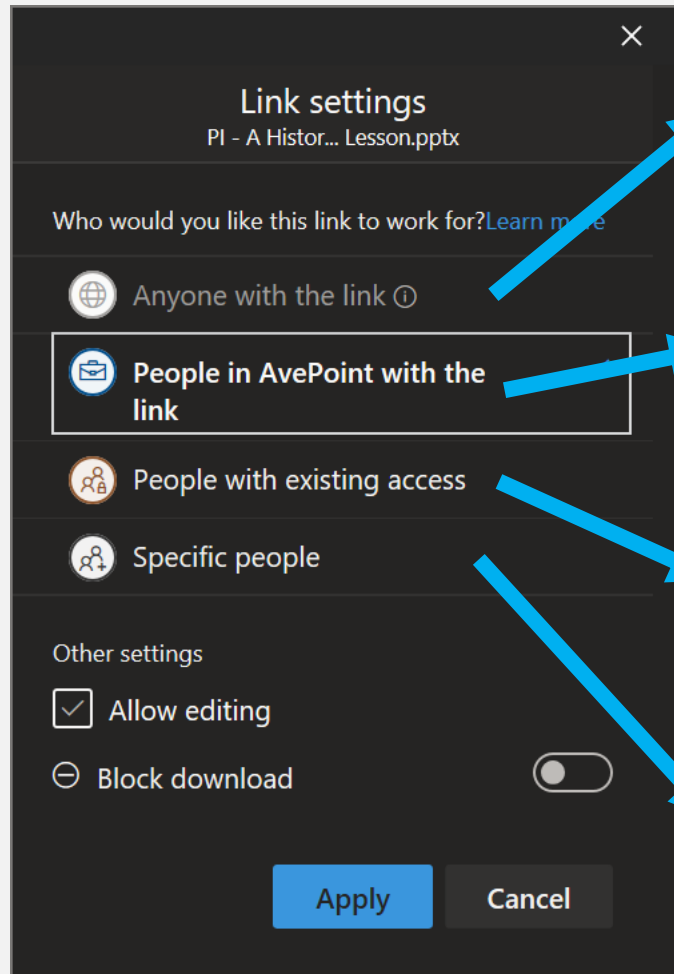 Link settings
PI - A Histor... Lesson.pptx
Who would you like this link to work for?Learn more
Anyone with the link
People in AvePoint with the
link
People with existing access
Specific people
Other settings
Allow editing
Block download
Apply Cancel